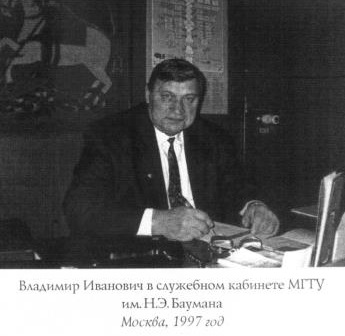 Владимир Иванович в служебном кабинете МГТУ
им. Н.Э. Баумана
Москва, 1997 год